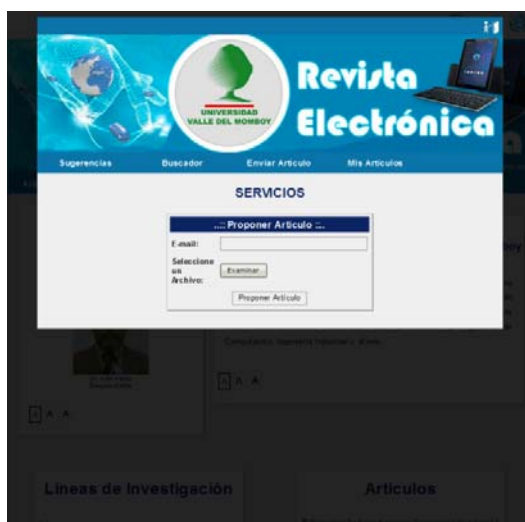 Revista
Electrónica
UNIVERSIDAD
VALLE DEL MOMBOY
Sugerencias Buscador Enviar Artículo Mis Artículos
SERVICIOS
..:: Proponer Artículo ::..
E-mail:
Seleccione
un
Archivo:
Examinar
Proponer Artículo
A A A
A A A
Líneas de Investigación
Artículos